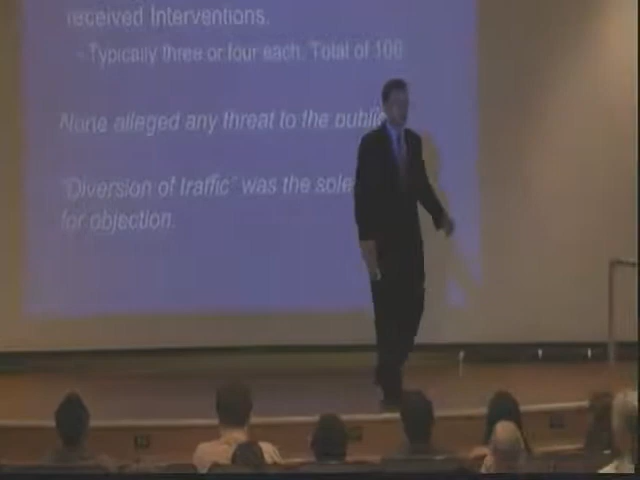 received Interventions.
- Typically three or four each. Total of 106
None alleged any threat to the public
"Diversion of traffic" was the sole
for objection.